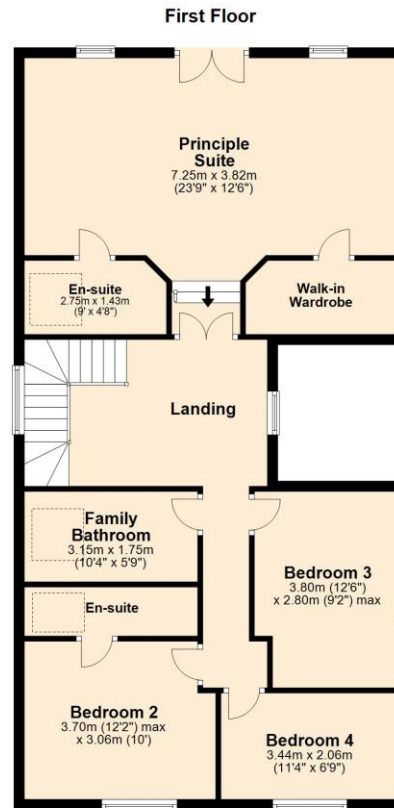 First Floor
Principle
Suite
7.25m x 3.82m
(23'9" x 12'6")
En-suite
2.75m x 1.43m
(9' x 4'8")
Walk-in
Wardrobe
Landing
Family
Bathroom
3.15m x 1.75m
(10'4" x 5'9")
Bedroom 3
3.80m (12'6")
x 2.80m (9'2") max
En-suite
Bedroom 2
3.70m (12'2") max
x 3.06m (10')
Bedroom 4
3.44m x 2.06m
(11'4" x 6'9")